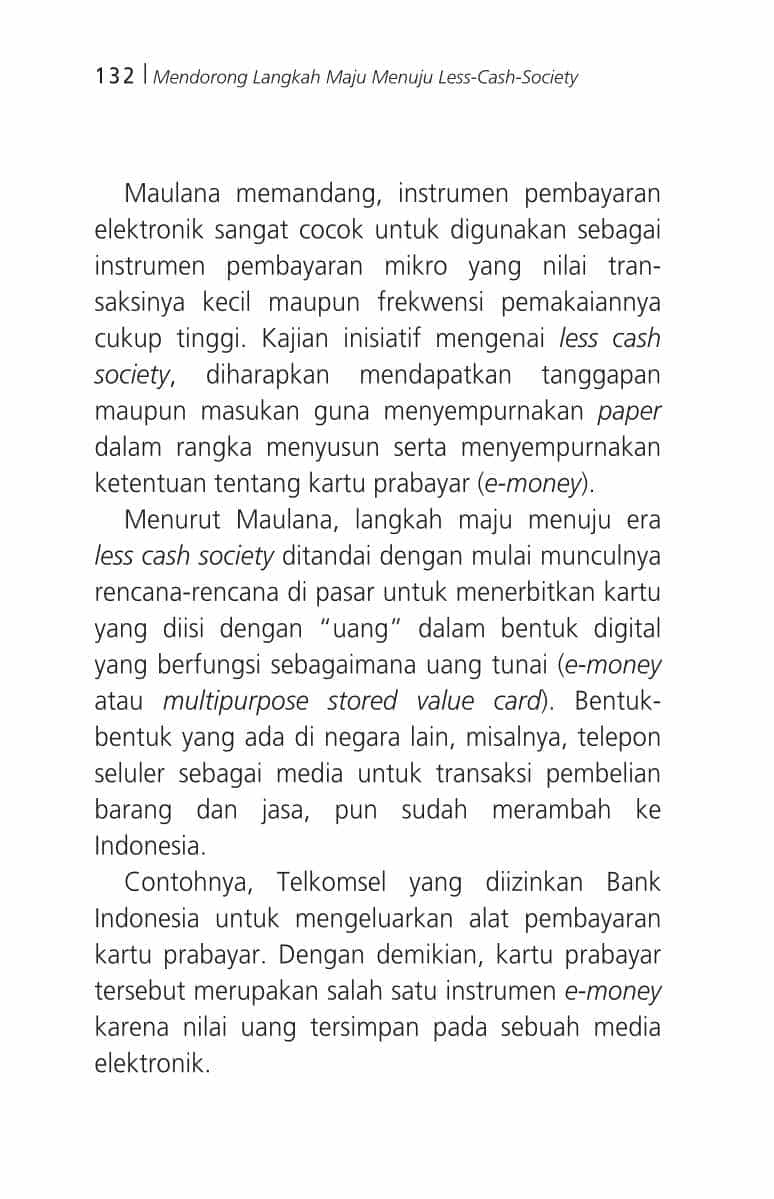 132 | Mendorong Langkah Maju Menuju Less-Cash-Society
Maulana memandang, instrumen pembayaran
elektronik sangat cocok untuk digunakan sebagai
instrumen pembayaran mikro yang nilai tran-
saksinya kecil maupun frekwensi pemakaiannya
cukup tinggi. Kajian inisiatif mengenai less cash
society, diharapkan mendapatkan tanggapan
maupun masukan guna menyempurnakan paper
dalam rangka menyusun serta menyempurnakan
ketentuan tentang kartu prabayar (e-money).
Menurut Maulana, langkah maju menuju era
less cash society ditandai dengan mulai munculnya
rencana-rencana di pasar untuk menerbitkan kartu
yang diisi dengan “uang” dalam bentuk digital
yang berfungsi sebagaimana uang tunai (e-money
atau multipurpose stored value card). Bentuk-
bentuk yang ada di negara lain, misalnya, telepon
seluler sebagai media untuk transaksi pembelian
barang dan jasa, pun sudah merambah ke
Indonesia.
Contohnya, Telkomsel yang diizinkan Bank
Indonesia untuk mengeluarkan alat pembayaran
kartu prabayar. Dengan demikian, kartu prabayar
tersebut merupakan salah satu instrumen e-money
karena nilai uang tersimpan pada sebuah media
elektronik.